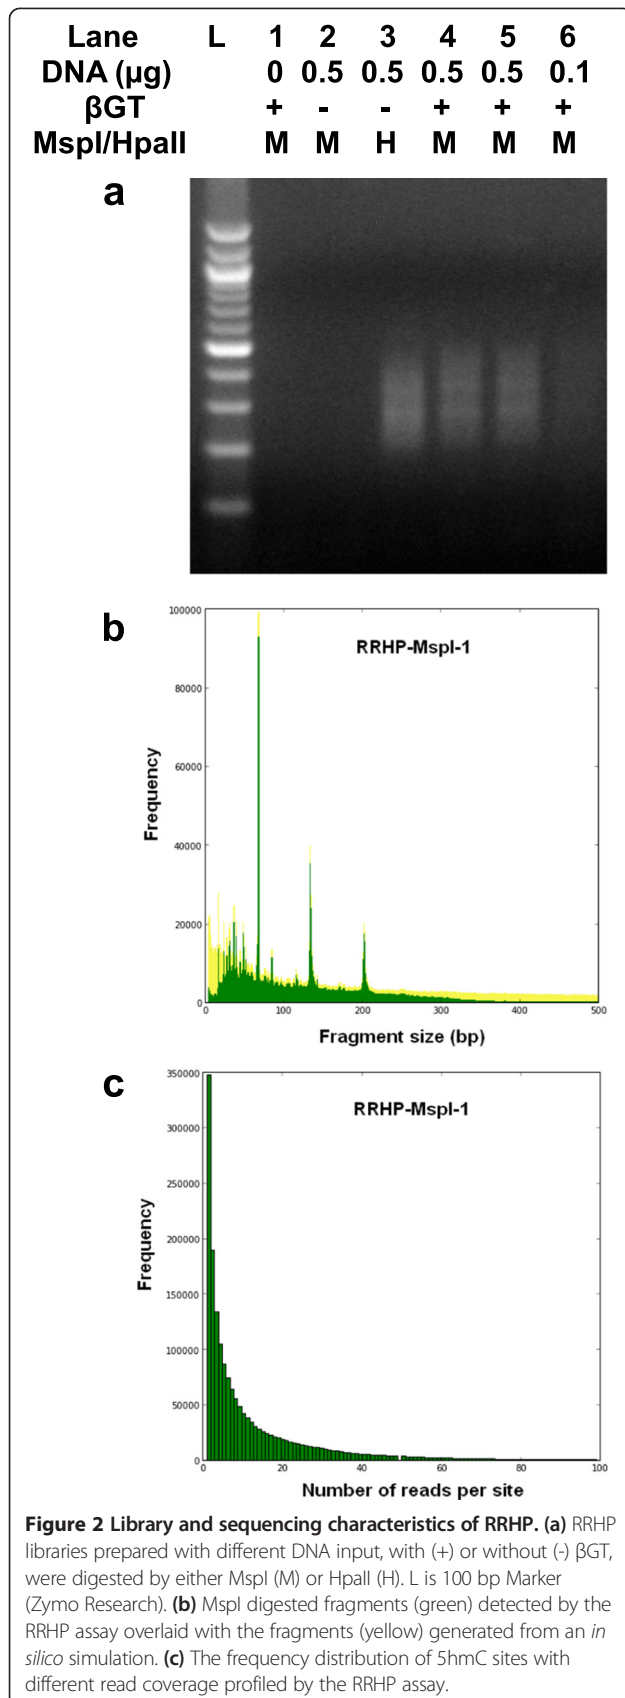 Lane L 1 2 3 4 5 6
DNA (µg) 0 0.5 0.5 0.5 0.5 0.1
βGT + - - + + +
MspI/HpaII M M H M M M
a
b
RRHP-MspI-1
100000
80000
60000
40000
20000
0
Frequency
0 100 200 300 400 500
Fragment size (bp)
c
RRHP-MspI-1
350000
300000
250000
200000
150000
100000
50000
0
Frequency
0 20 40 60 80 100
Number of reads per site
Figure 2 Library and sequencing characteristics of RRHP. (a) RRHP
libraries prepared with different DNA input, with (+) or without (-) βGT,
were digested by either MspI (M) or HpaII (H). L is 100 bp Marker
(Zymo Research). (b) MspI digested fragments (green) detected by the
RRHP assay overlaid with the fragments (yellow) generated from an in
silico simulation. (c) The frequency distribution of 5hmC sites with
different read coverage profiled by the RRHP assay.